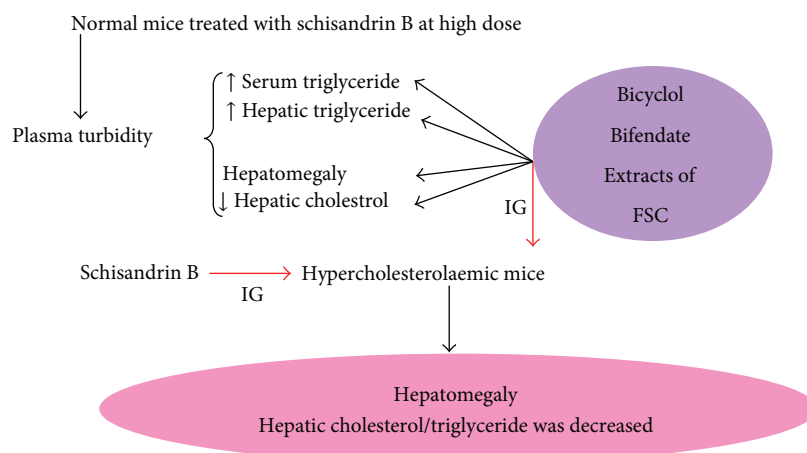 Normal mice treated with schisandrin B at high dose
Plasma turbidity
↑ Serum triglyceride
↑ Hepatic triglyceride
Hepatomegaly
↓ Hepatic cholestrol
Bicyclol
Bifendate
Extracts of
FSC
IG
Schisandrin B
IG
Hypercholesterolaemic mice
Hepatomegaly
Hepatic cholesterol/triglyceride was decreased